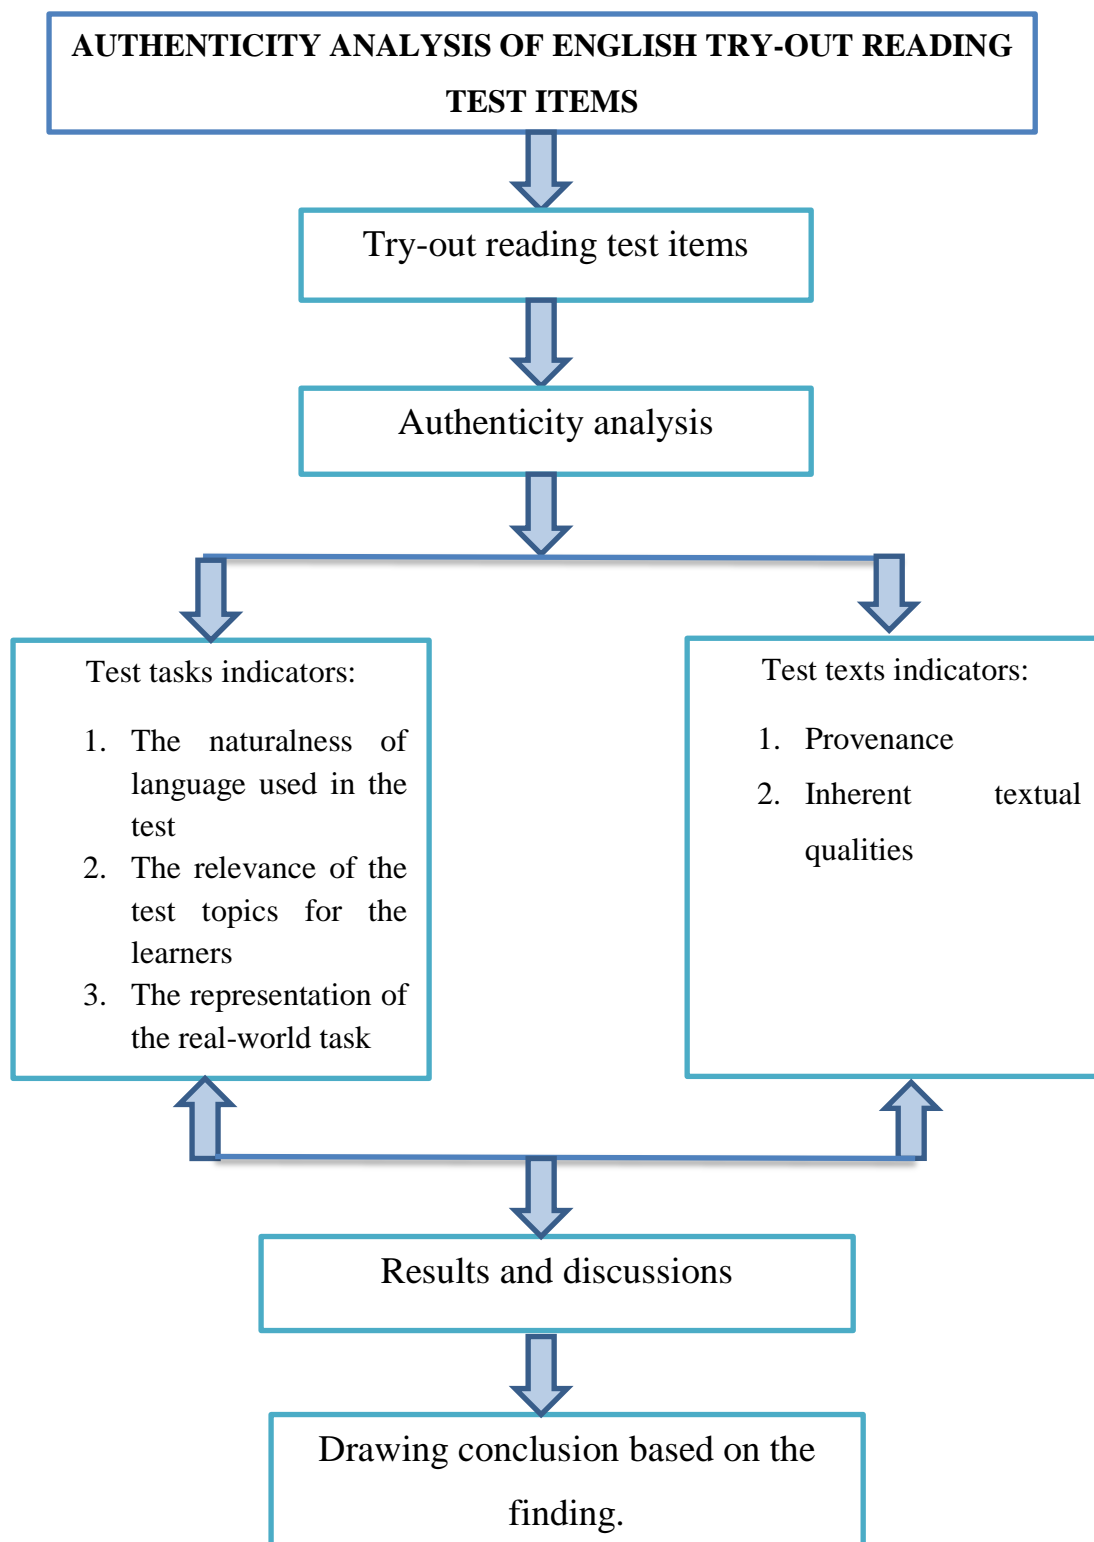 AUTHENTICITY ANALYSIS OF ENGLISH TRY-OUT READING
TEST ITEMS
Try-out reading test items
Authenticity analysis
Test tasks indicators:
1. The naturalness of
language used in the
test
2. The relevance of the
test topics for the
learners
3. The representation of
the real-world task
Test texts indicators:
1. Provenance
2. Inherent textual
qualities
Results and discussions
Drawing conclusion based on the
finding.